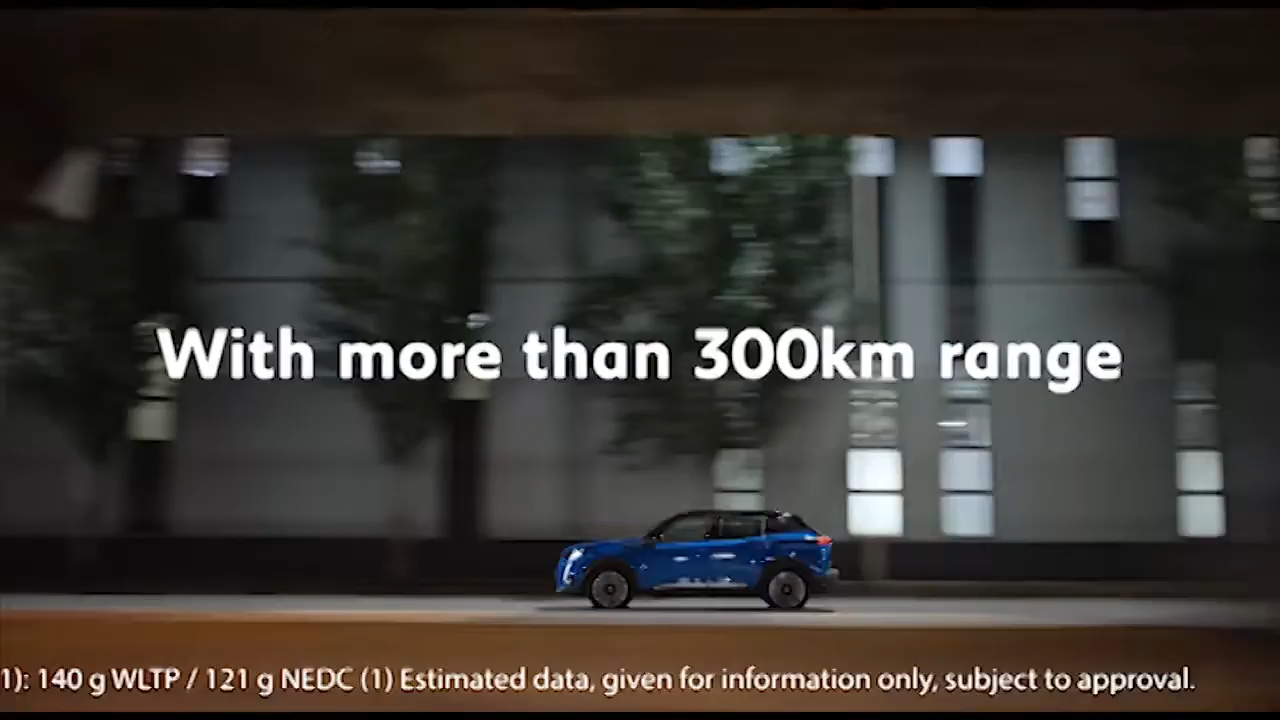 With more than 300km range
1): 140 g WLTP / 121 g NEDC (1) Estimated data, given for information only, subject to approval.